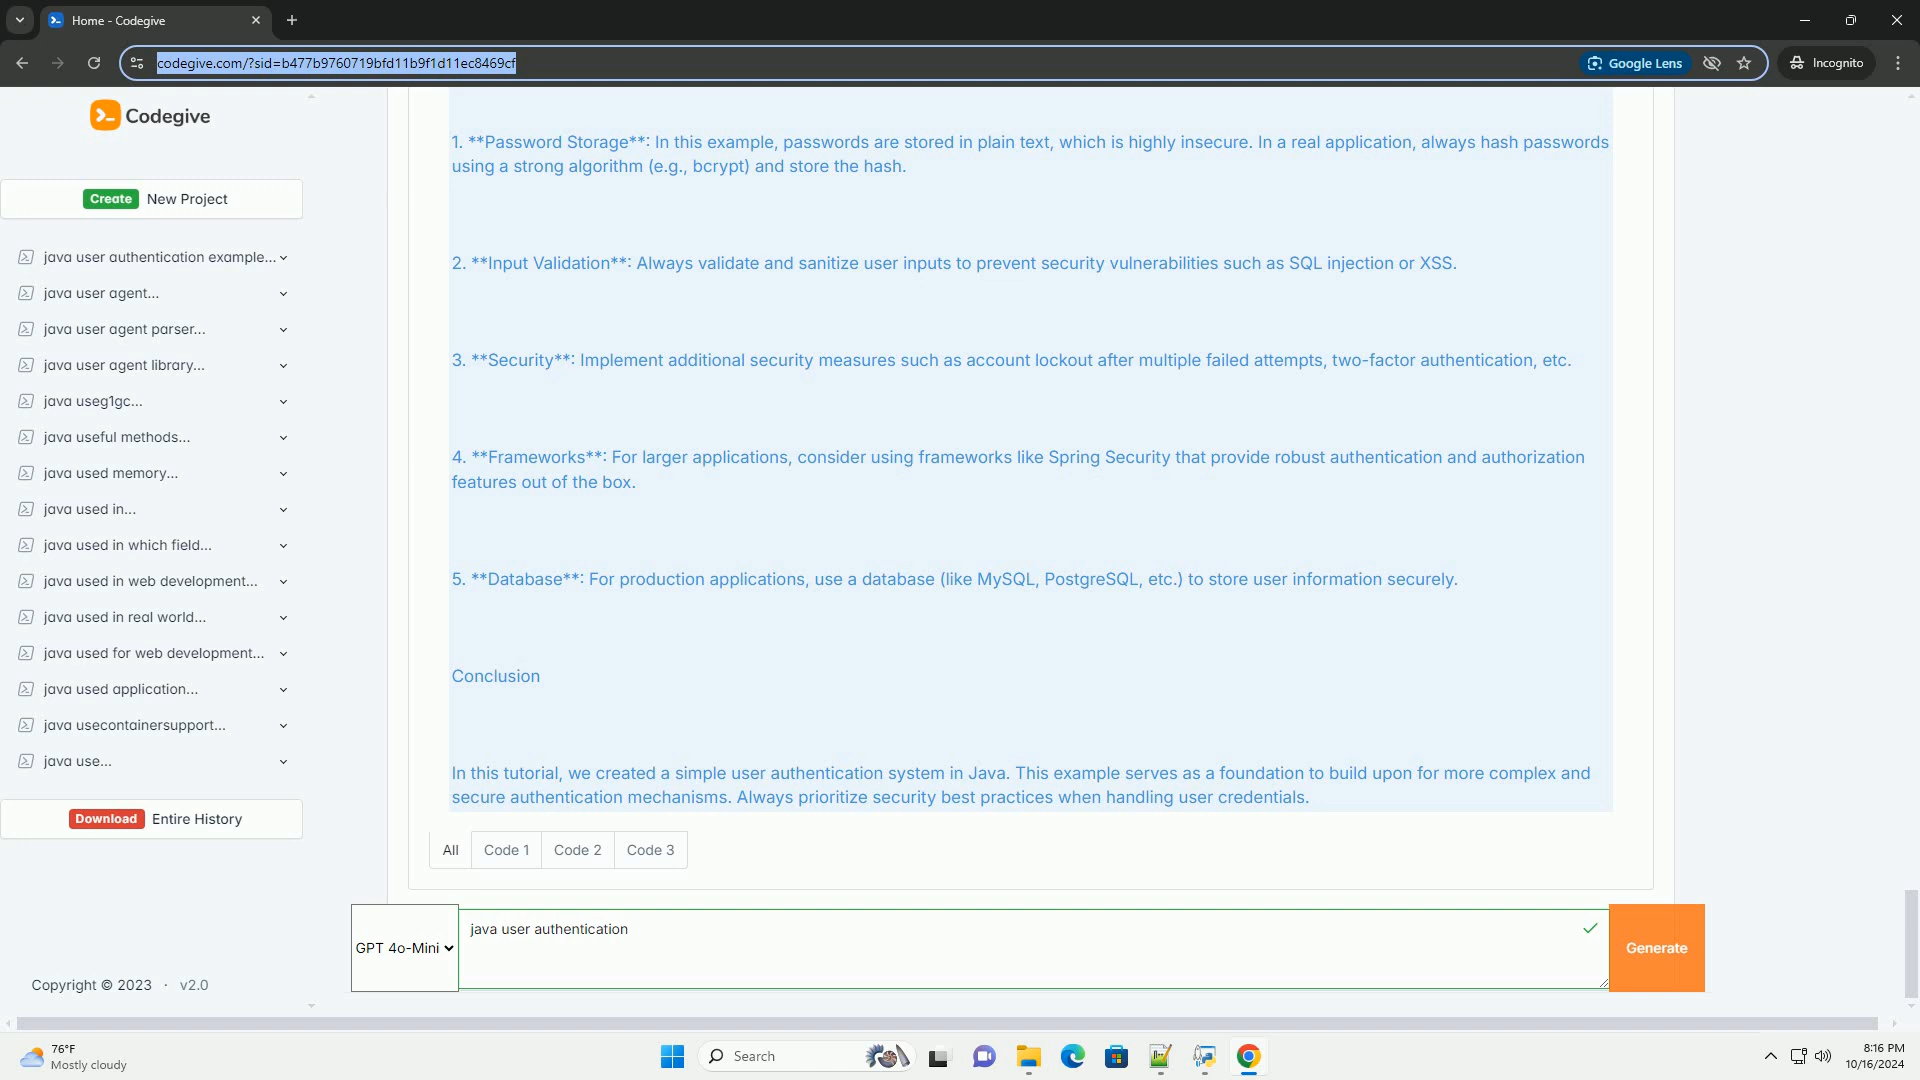 Home - Codegive
codegive.com/?sid=b477b9760719bfd11b9f1d11ec8469cf
Google Lens
Incognito
Codegive
Create New Project
java user authentication example...
java user agent...
java user agent parser...
java user agent library...
java useg1gc...
java useful methods...
java used memory...
java used in...
java used in which field...
java used in web development...
java used in real world...
java used for web development...
java used application...
java usecontainersupport...
java use...
Download Entire History
Copyright © 2023 · v2.0
1. **Password Storage**: In this example, passwords are stored in plain text, which is highly insecure. In a real application, always hash passwords
using a strong algorithm (e.g., bcrypt) and store the hash.
2. **Input Validation**: Always validate and sanitize user inputs to prevent security vulnerabilities such as SQL injection or XSS.
3. **Security**: Implement additional security measures such as account lockout after multiple failed attempts, two-factor authentication, etc.
4. **Frameworks**: For larger applications, consider using frameworks like Spring Security that provide robust authentication and authorization
features out of the box.
5. **Database**: For production applications, use a database (like MySQL, PostgreSQL, etc.) to store user information securely.
Conclusion
In this tutorial, we created a simple user authentication system in Java. This example serves as a foundation to build upon for more complex and
secure authentication mechanisms. Always prioritize security best practices when handling user credentials.
All Code 1 Code 2 Code 3
GPT 4o-Mini
java user authentication
Generate
76°F
Mostly cloudy
Search
8:16 PM
10/16/2024